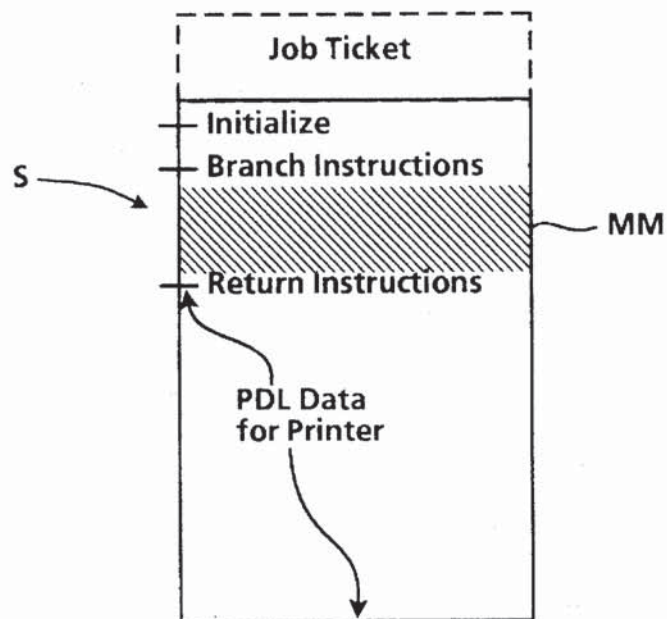 Job Ticket
Initialize
Branch Instructions
S
MM
Return Instructions
PDL Data
for Printer